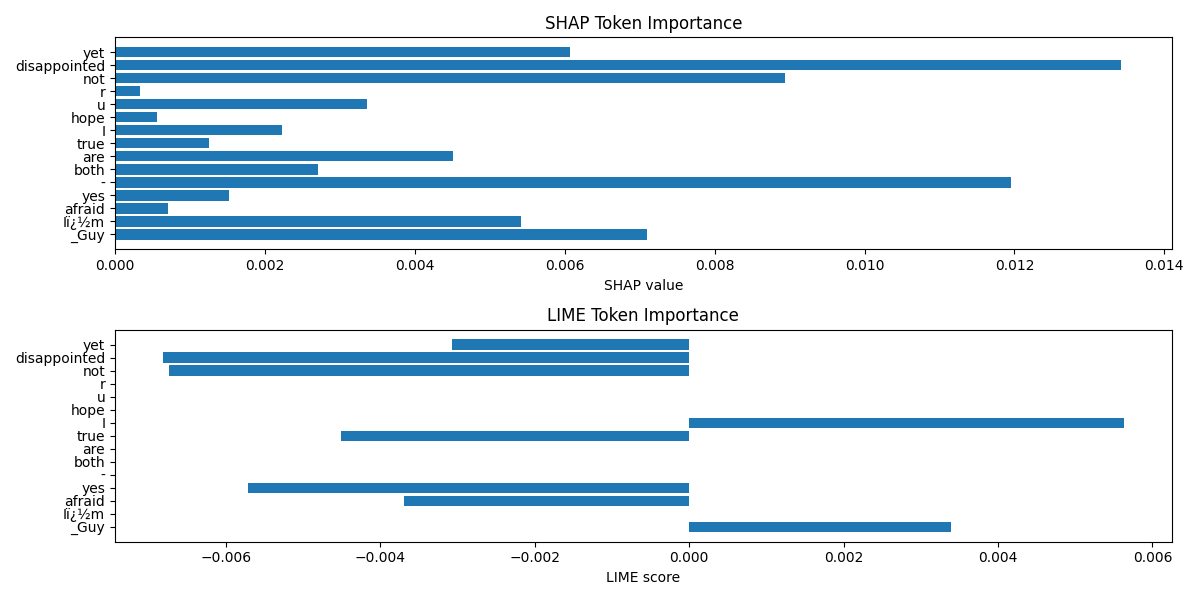 SHAP Token Importance
yet
disappointed
not
r
u
hope
I
true
are
both
-
yes
afraid
Iï¿½m
_Guy
0.000 0.002 0.004 0.006 0.008 0.010 0.012 0.014
SHAP value
LIME Token Importance
yet
disappointed
not
r
u
hope
I
true
are
both
-
yes
afraid
Iï¿½m
_Guy
−0.006 −0.004 −0.002 0.000 0.002 0.004 0.006
LIME score